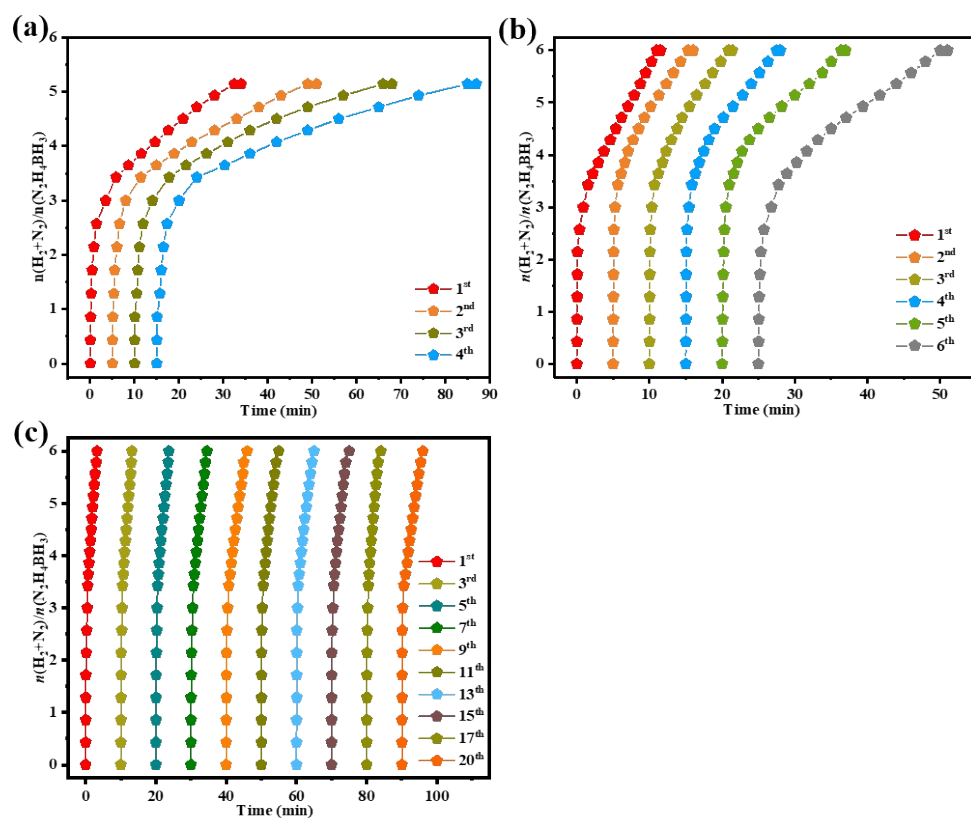 (a)
n(H₂+N₂)/n(N₂H₄BH₃)
6
5
4
3
2
1
0
1st
2nd
3rd
4th
0 10 20 30 40 50 60 70 80 90
Time (min)
(b)
n(H₂+N₂)/n(N₂H₄BH₃)
6
5
4
3
2
1
0
1st
2nd
3rd
4th
5th
6th
0 10 20 30 40 50
Time (min)
(c)
n(H₂+N₂)/n(N₂H₄BH₃)
6
5
4
3
2
1
0
1st
3rd
5th
7th
9th
11th
13th
15th
17th
20th
0 20 40 60 80 100
Time (min)